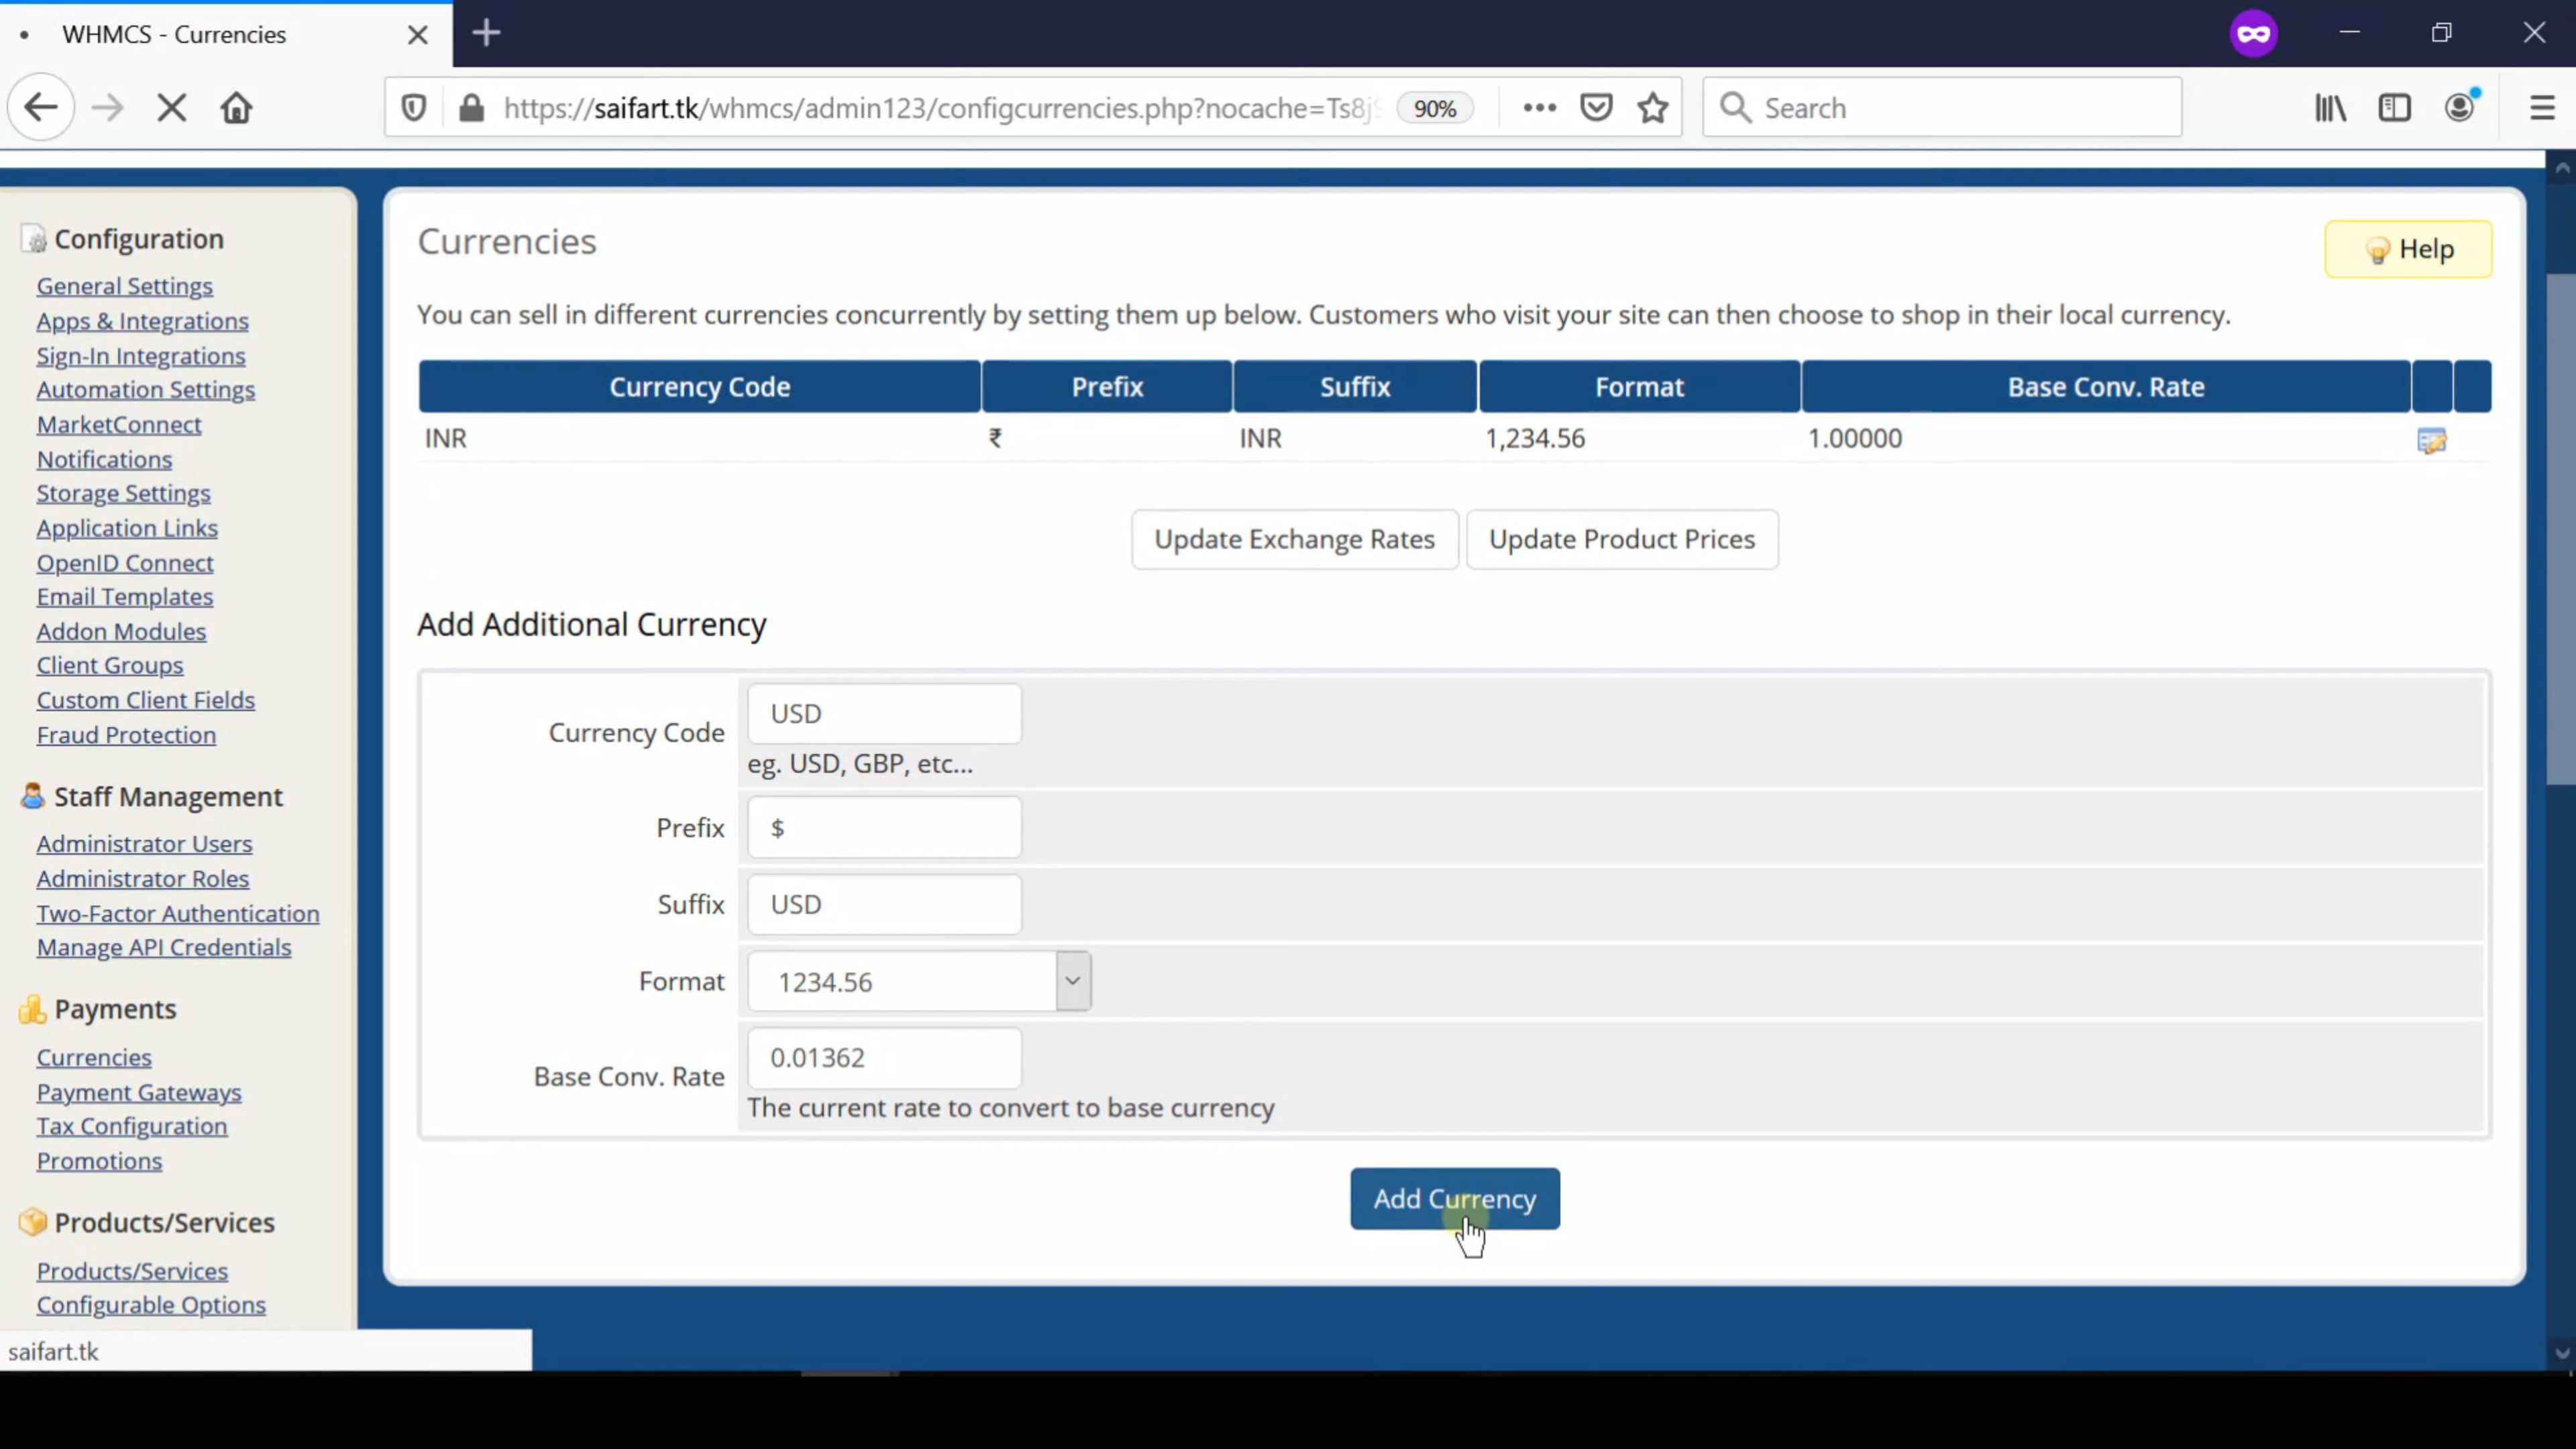 WHMCS - Currencies
https://saifart.tk/whmcs/admin123/configcurrencies.php?nocache=Ts8j
90%
Search
Configuration
General Settings
Apps & Integrations
Sign-In Integrations
Automation Settings
MarketConnect
Notifications
Storage Settings
Application Links
OpenID Connect
Email Templates
Addon Modules
Client Groups
Custom Client Fields
Fraud Protection
Staff Management
Administrator Users
Administrator Roles
Two-Factor Authentication
Manage API Credentials
Payments
Currencies
Payment Gateways
Tax Configuration
Promotions
Products/Services
Products/Services
Configurable Options
saifart.tk
Currencies
Help
You can sell in different currencies concurrently by setting them up below. Customers who visit your site can then choose to shop in their local currency.
Currency Code Prefix Suffix Format Base Conv. Rate
INR ₹ INR 1,234.56 1.00000
Update Exchange Rates Update Product Prices
Add Additional Currency
Currency Code USD
eg. USD, GBP, etc...
Prefix $
Suffix USD
Format 1234.56
Base Conv. Rate 0.01362
The current rate to convert to base currency
Add Currency